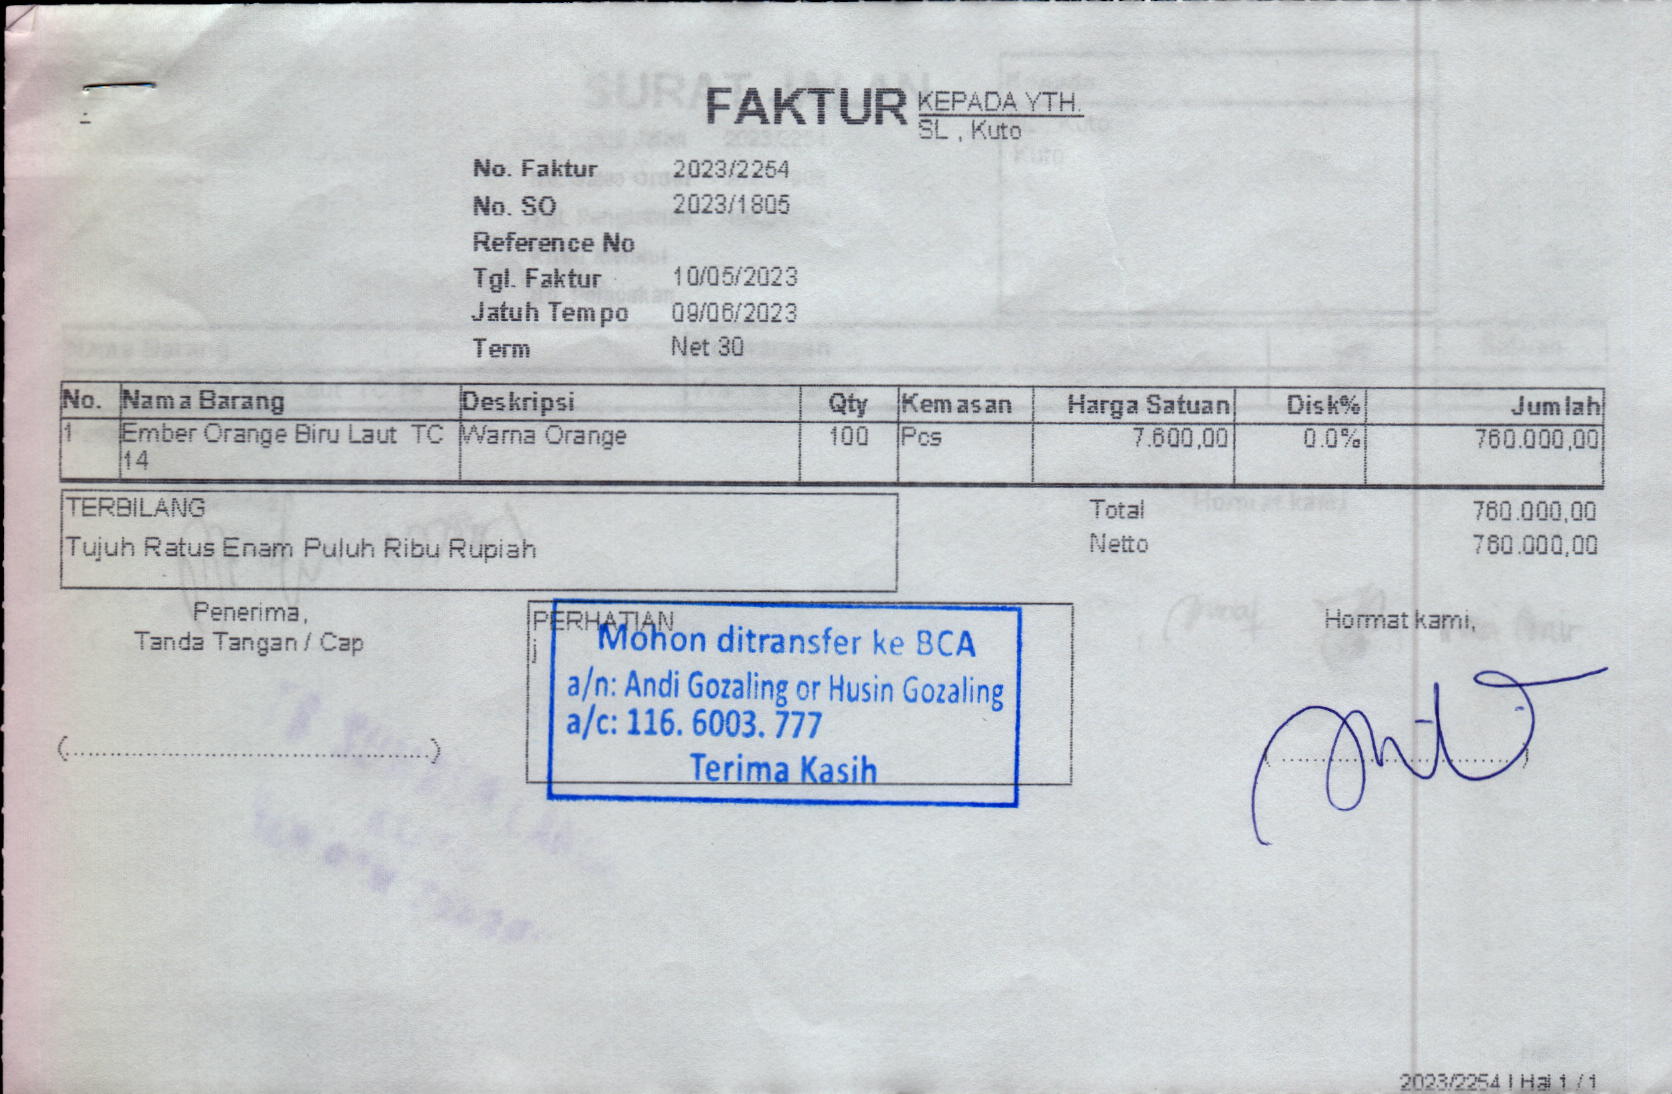 FAKTUR
KEPADA YTH.
SL , Kuto
No. Faktur 2023/2254
No. SO 2023/1805
Reference No
Tgl. Faktur 10/05/2023
Jatuh Tempo 09/06/2023
Term Net 30
No. Nama Barang Deskripsi Qty Kemasan Harga Satuan Disk% Jumlah
1 Ember Orange Biru Laut TC Warna Orange 100 Pcs 7.600,00 0.0% 760.000,00
14
TERBILANG
Tujuh Ratus Enam Puluh Ribu Rupiah
Total 760.000,00
Netto 760.000,00
Penerima,
Tanda Tangan / Cap
PERHATIAN
j
Mohon ditransfer ke BCA
a/n: Andi Gozaling or Husin Gozaling
a/c: 116. 6003. 777
Terima Kasih
Hormat kami,
2023/2254 | Hal 1 / 1